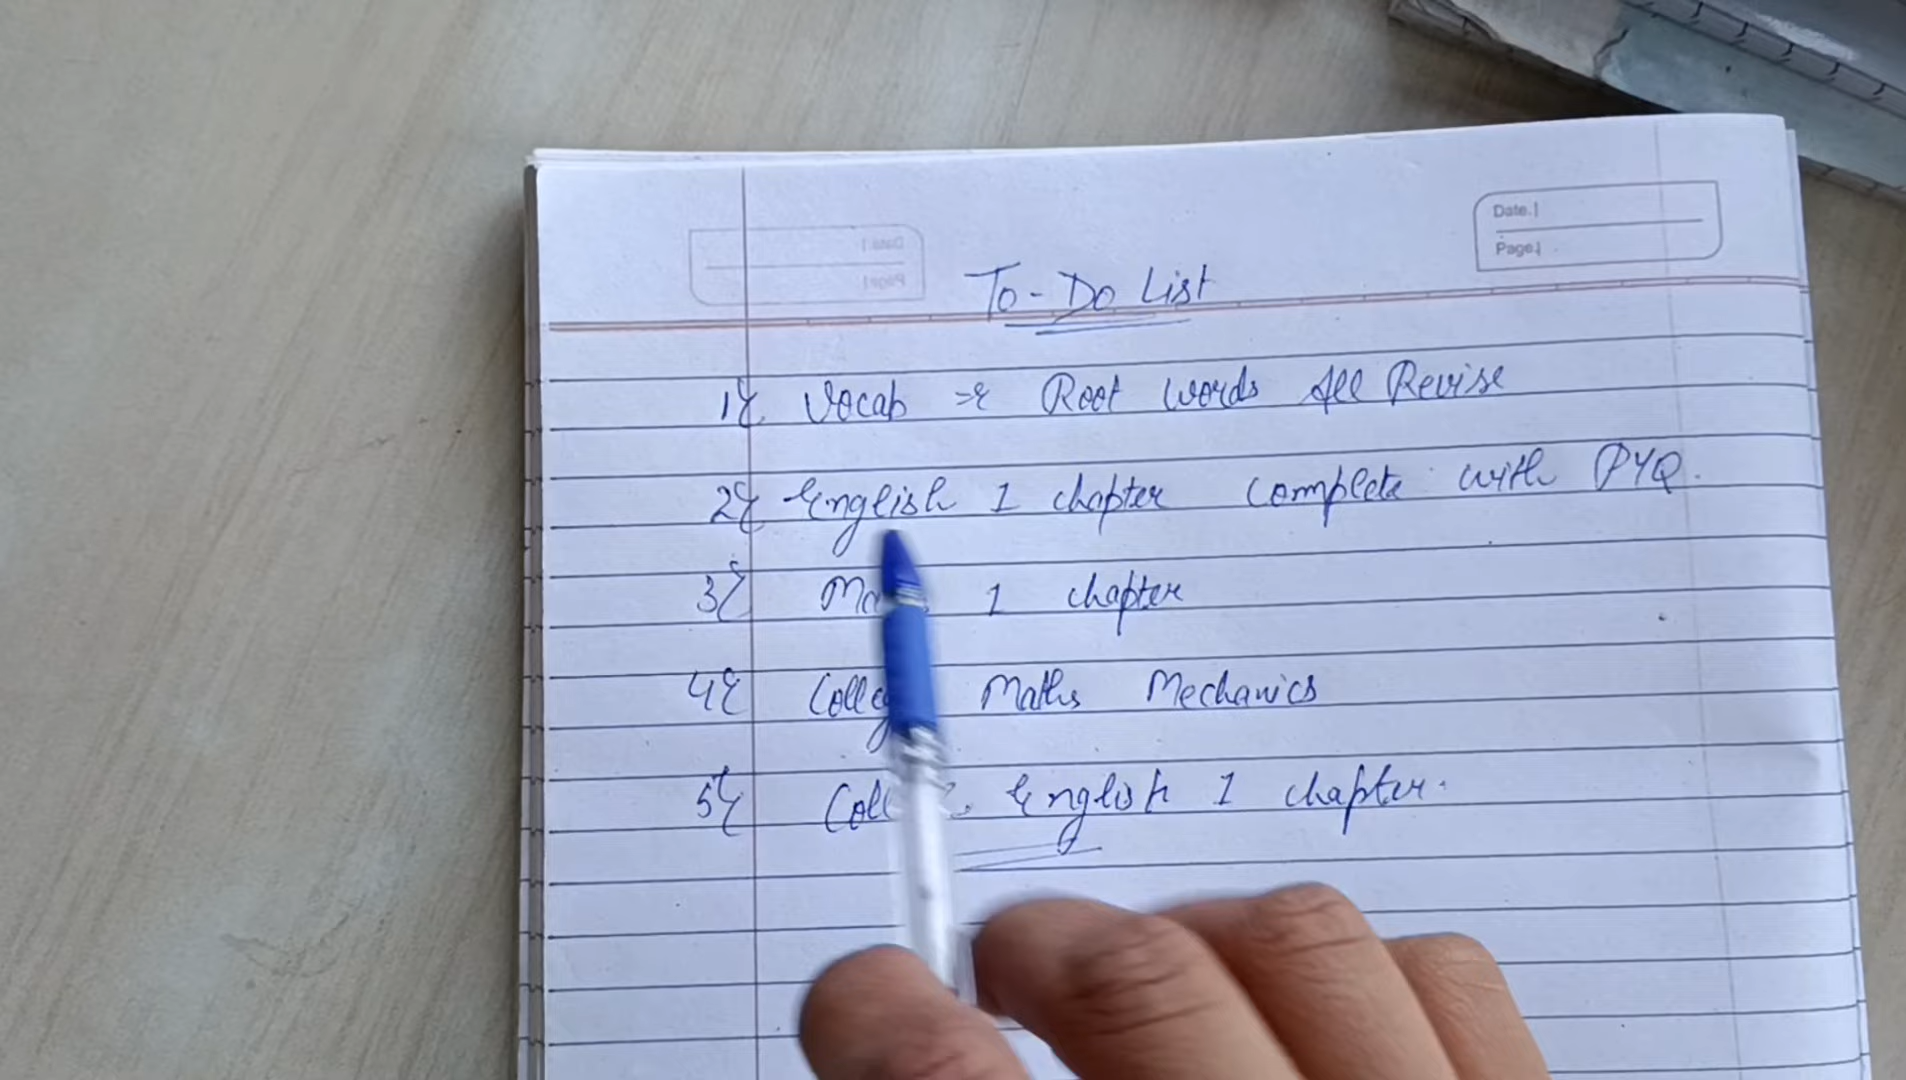 Date.
Page.
To-Do List
1} Vocab => Root words All Revise
2} English 1 chapter complete with PYQ.
3} 1 chapter
4} Maths Mechanics
5} English 1 chapter.